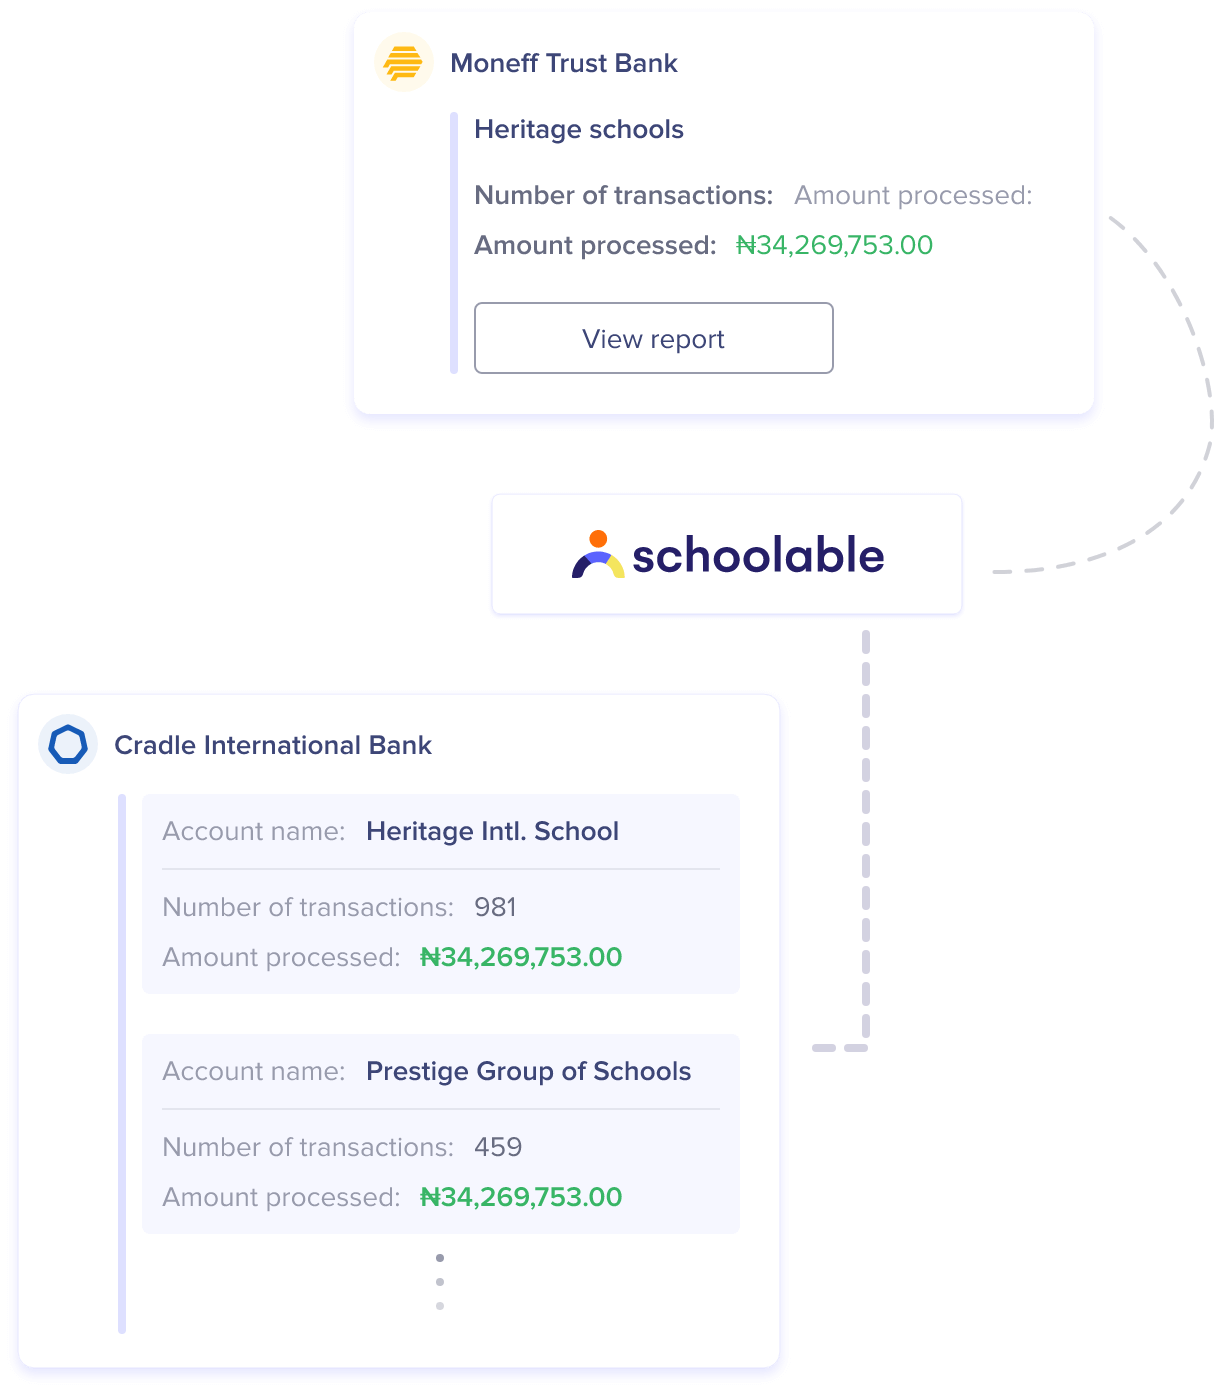 Moneff Trust Bank
Heritage schools
Number of transactions: Amount processed:
Amount processed: ₦34,269,753.00
View report
schoolable
Cradle International Bank
Account name: Heritage Intl. School
Number of transactions: 981
Amount processed: ₦34,269,753.00
Account name: Prestige Group of Schools
Number of transactions: 459
Amount processed: ₦34,269,753.00